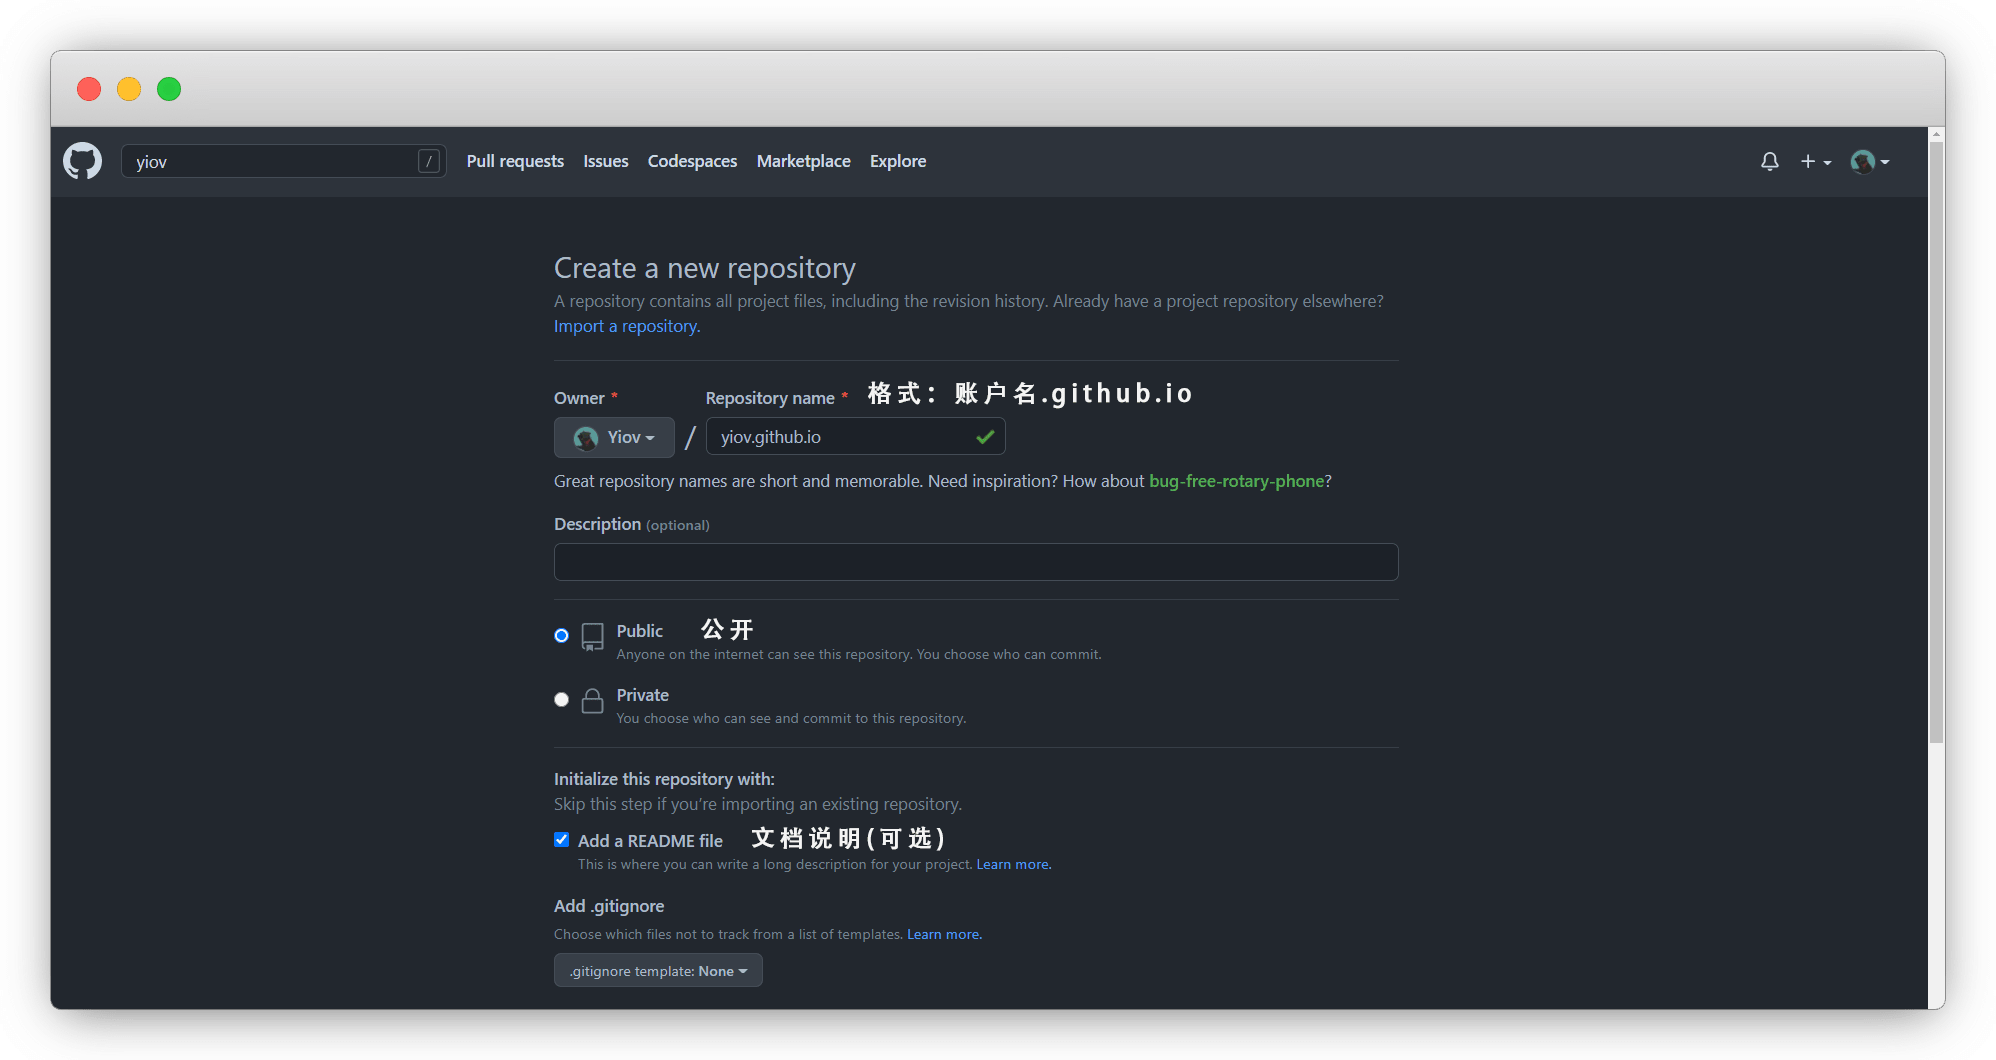 yiov /
Pull requests Issues Codespaces Marketplace Explore
Create a new repository
A repository contains all project files, including the revision history. Already have a project repository elsewhere?
Import a repository.
Owner * Repository name * 格式：账户名.github.io
Yiov / yiov.github.io
Great repository names are short and memorable. Need inspiration? How about bug-free-rotary-phone?
Description (optional)
Public 公开
Anyone on the internet can see this repository. You choose who can commit.
Private
You choose who can see and commit to this repository.
Initialize this repository with:
Skip this step if you’re importing an existing repository.
Add a README file 文档说明(可选)
This is where you can write a long description for your project. Learn more.
Add .gitignore
Choose which files not to track from a list of templates. Learn more.
.gitignore template: None